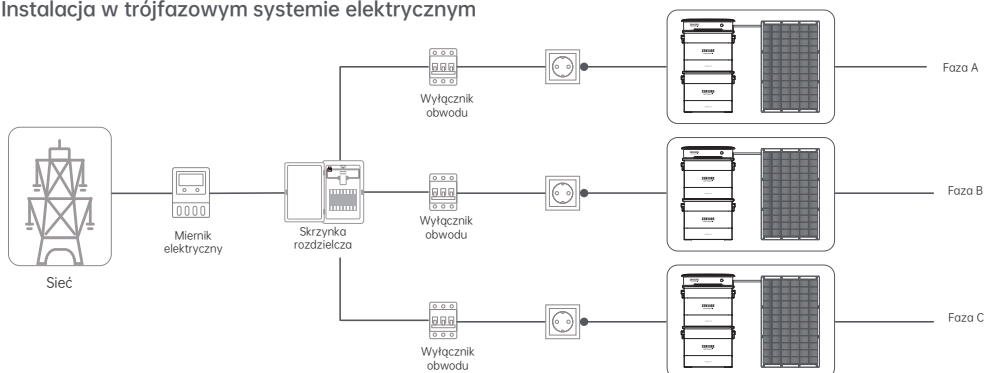 Instalacja w trójfazowym systemie elektrycznym
Wyłącznik
obwodu
Faza A
Sieć
Miernik
elektryczny
Skrzynka
rozdzielcza
Wyłącznik
obwodu
Faza B
Wyłącznik
obwodu
Faza C